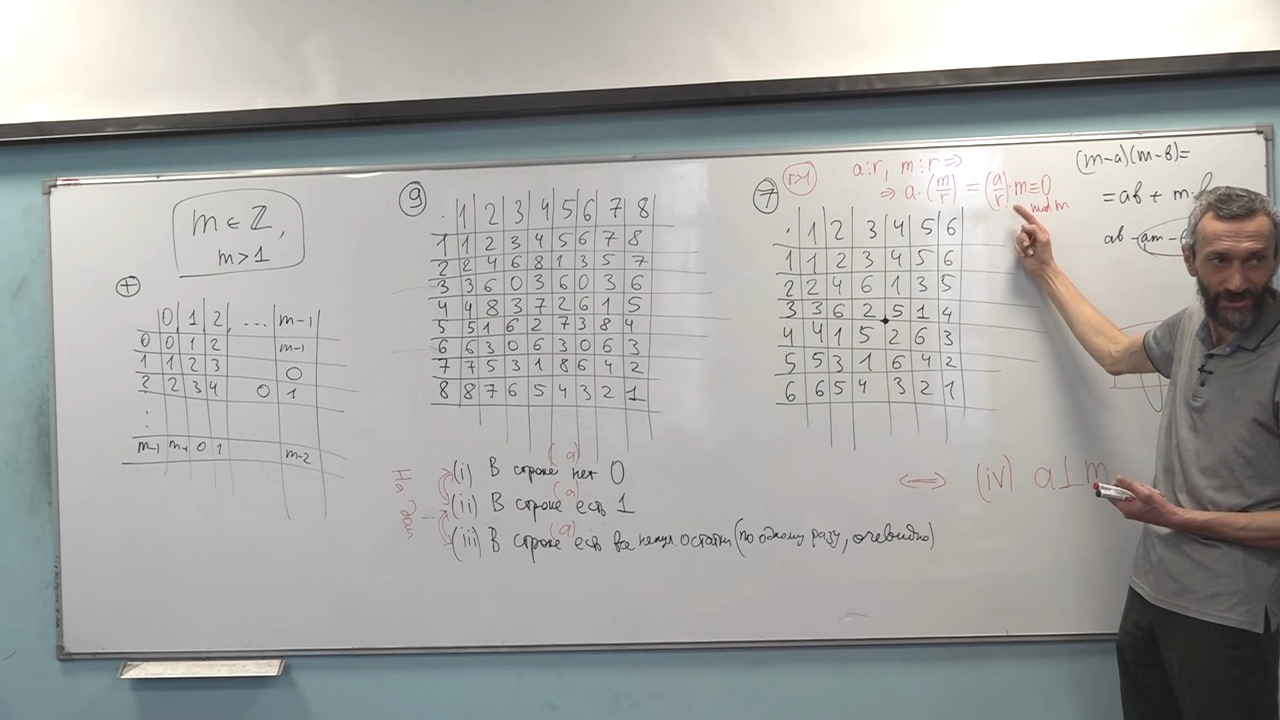 m ∈ ℤ,
m > 1
+
0 1 2 , .... m-1
0 0 1 2 m-1
1 1 2 3 0
2 2 3 4 0 1
⋮
m-1 m-1 0 1 m-2
9
· 1 2 3 4 5 6 7 8
1 1 2 3 4 5 6 7 8
2 2 4 6 8 1 3 5 7
3 3 6 0 3 6 0 3 6
4 4 8 3 7 2 6 1 5
5 5 1 6 2 7 3 8 4
6 6 3 0 6 3 0 6 3
7 7 5 3 1 8 6 4 2
8 8 7 6 5 4 3 2 1
r>1
a⋮r, m⋮r ⇒
⇒ a·(m/r) = (a/r)·m ≡ 0
mod m
7
· 1 2 3 4 5 6
1 1 2 3 4 5 6
2 2 4 6 1 3 5
3 3 6 2 5 1 4
4 4 1 5 2 6 3
5 5 3 1 6 4 2
6 6 5 4 3 2 1
(m-a)(m-в)=
= aв + m·
aв - am -
(i) В строке (a) нет 0
(ii) В строке (a) есть 1
(iii) В строке (a) есть все ненул остатки (по одному разу, очевидно)
⟺ (iv) a⊥m